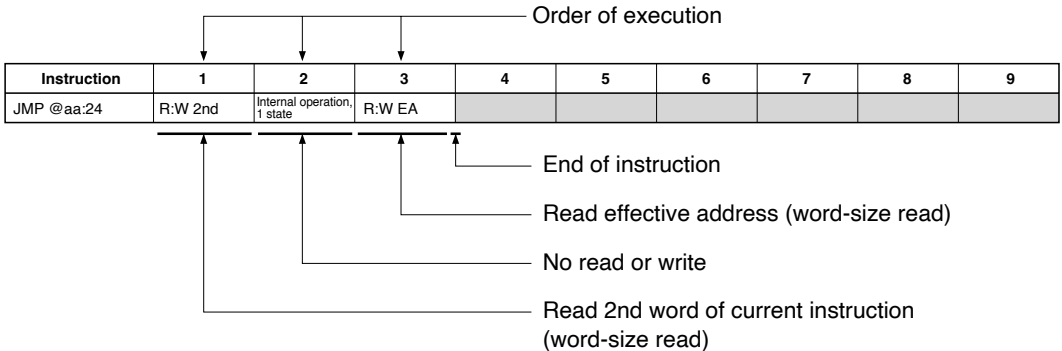 Order of execution
Instruction 1 2 3 4 5 6 7 8 9
JMP @aa:24 R:W 2nd Internal operation, R:W EA
1 state
End of instruction
Read effective address (word-size read)
No read or write
Read 2nd word of current instruction
(word-size read)